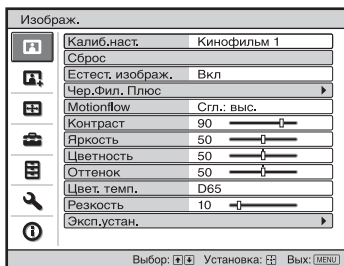 Изображ.
Калиб.наст. Кинофильм 1
Сброс
Естест. изображ. Вкл
Чер.Фил. Плюс
Motionflow Сгл.: выс.
Контраст 90
Яркость 50
Цветность 50
Оттенок 50
Цвет. темп. D65
Резкость 10
Эксп.устан.
Выбор: Установка: Вых: MENU